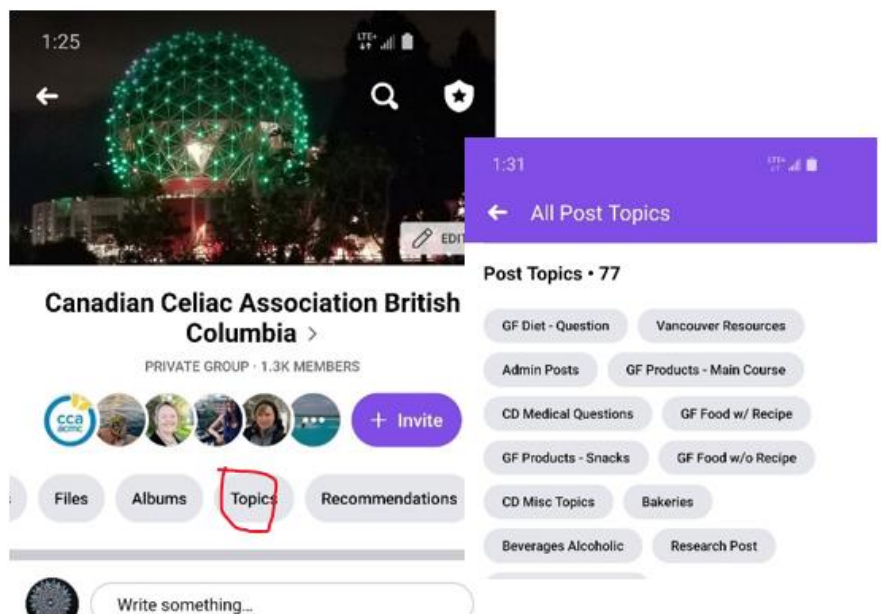 1:25
LTE+
←
EDIT
Canadian Celiac Association British
Columbia >
PRIVATE GROUP · 1.3K MEMBERS
cca
acmc
+ Invite
Files
Albums
Topics
Recommendations
Write something...
1:31
LTE+
← All Post Topics
Post Topics • 77
GF Diet - Question
Vancouver Resources
Admin Posts
GF Products - Main Course
CD Medical Questions
GF Food w/ Recipe
GF Products - Snacks
GF Food w/o Recipe
CD Misc Topics
Bakeries
Beverages Alcoholic
Research Post